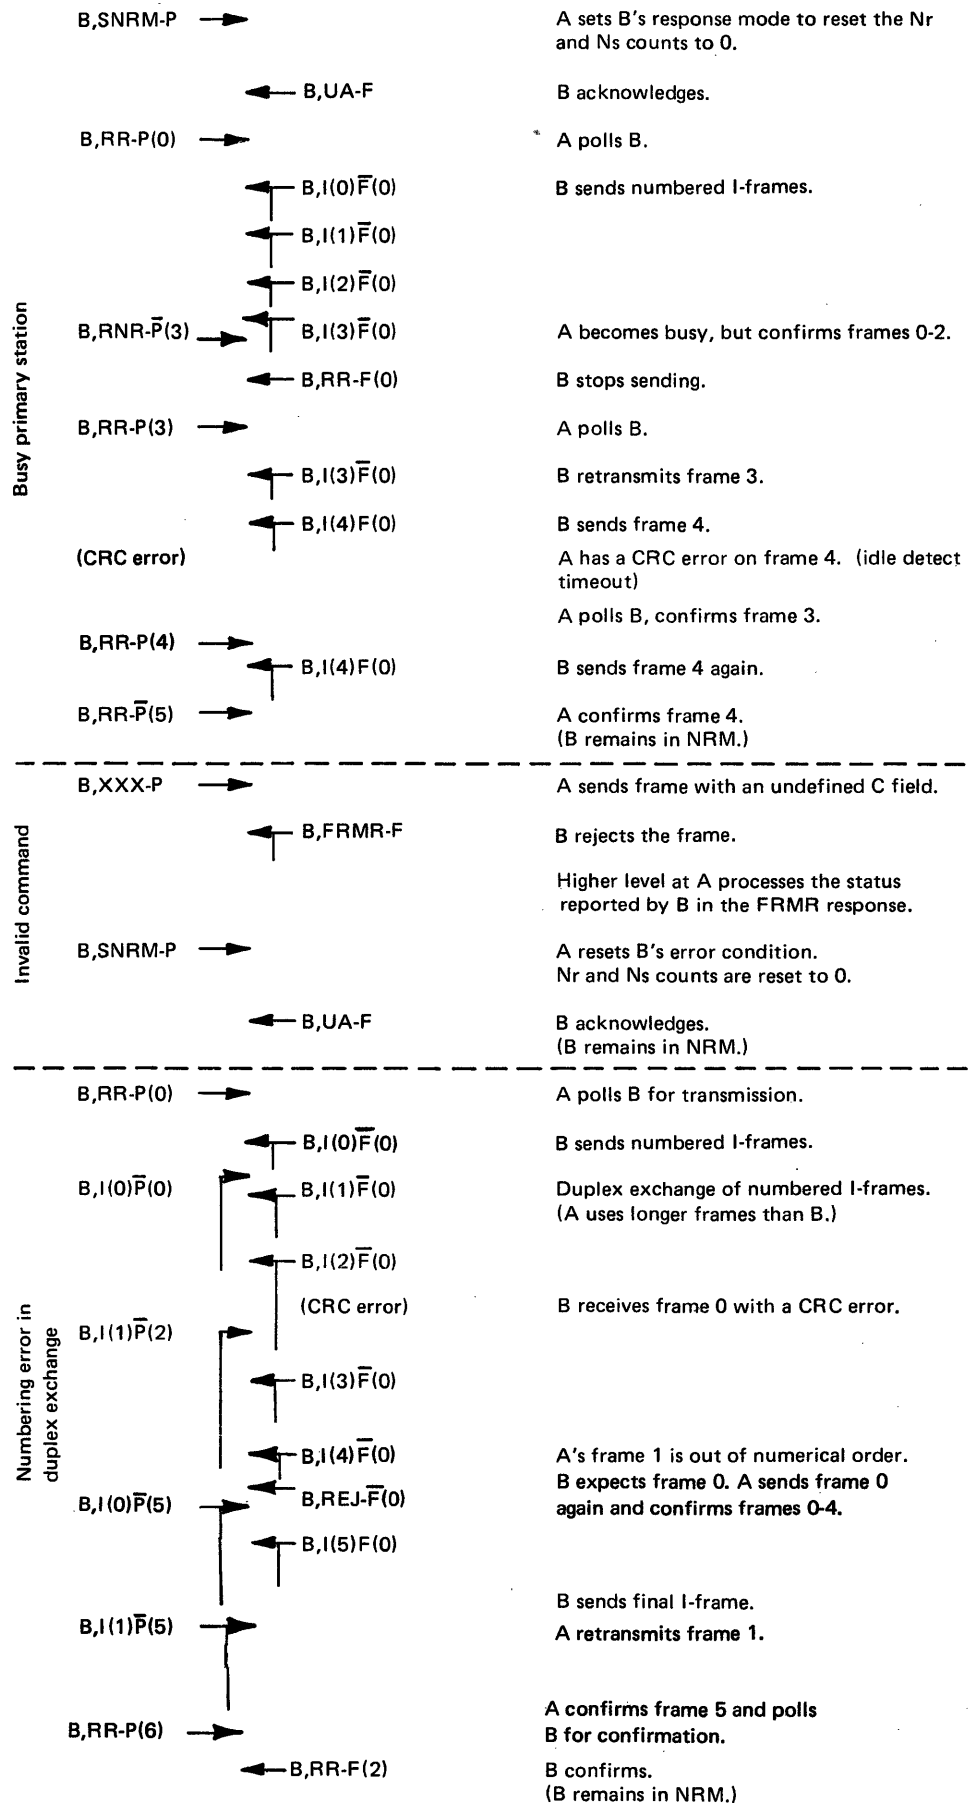 B,SNRM-P A sets B's response mode to reset the Nr
and Ns counts to 0.
B,UA-F B acknowledges.
B,RR-P(0) A polls B.
B,I(0)F̅(0) B sends numbered I-frames.
B,I(1)F̅(0)
B,I(2)F̅(0)
Busy primary station
B,RNR-P̅(3) B,I(3)F̅(0) A becomes busy, but confirms frames 0-2.
B,RR-F(0) B stops sending.
B,RR-P(3) A polls B.
B,I(3)F̅(0) B retransmits frame 3.
B,I(4)F(0) B sends frame 4.
(CRC error) A has a CRC error on frame 4. (idle detect
timeout)
A polls B, confirms frame 3.
B,RR-P(4)
B,I(4)F(0) B sends frame 4 again.
B,RR-P̅(5) A confirms frame 4.
(B remains in NRM.)
B,XXX-P A sends frame with an undefined C field.
Invalid command
B,FRMR-F B rejects the frame.
Higher level at A processes the status
reported by B in the FRMR response.
B,SNRM-P A resets B's error condition.
Nr and Ns counts are reset to 0.
B,UA-F B acknowledges.
(B remains in NRM.)
B,RR-P(0) A polls B for transmission.
B,I(0)F̅(0) B sends numbered I-frames.
B,I(0)P̅(0) B,I(1)F̅(0) Duplex exchange of numbered I-frames.
(A uses longer frames than B.)
B,I(2)F̅(0)
(CRC error) B receives frame 0 with a CRC error.
Numbering error in
duplex exchange
B,I(1)P̅(2)
B,I(3)F̅(0)
B,I(4)F̅(0) A's frame 1 is out of numerical order.
B,REJ-F̅(0) B expects frame 0. A sends frame 0
B,I(0)P̅(5) again and confirms frames 0-4.
B,I(5)F(0)
B sends final I-frame.
B,I(1)P̅(5) A retransmits frame 1.
A confirms frame 5 and polls
B,RR-P(6) B for confirmation.
B,RR-F(2) B confirms.
(B remains in NRM.)